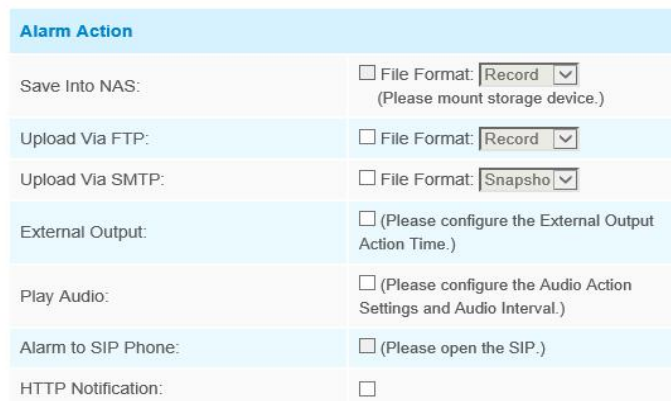 Alarm Action
Save Into NAS:
File Format: Record
(Please mount storage device.)
Upload Via FTP:
File Format: Record
Upload Via SMTP:
File Format: Snapsho
External Output:
(Please configure the External Output
Action Time.)
Play Audio:
(Please configure the Audio Action
Settings and Audio Interval.)
Alarm to SIP Phone:
(Please open the SIP.)
HTTP Notification: